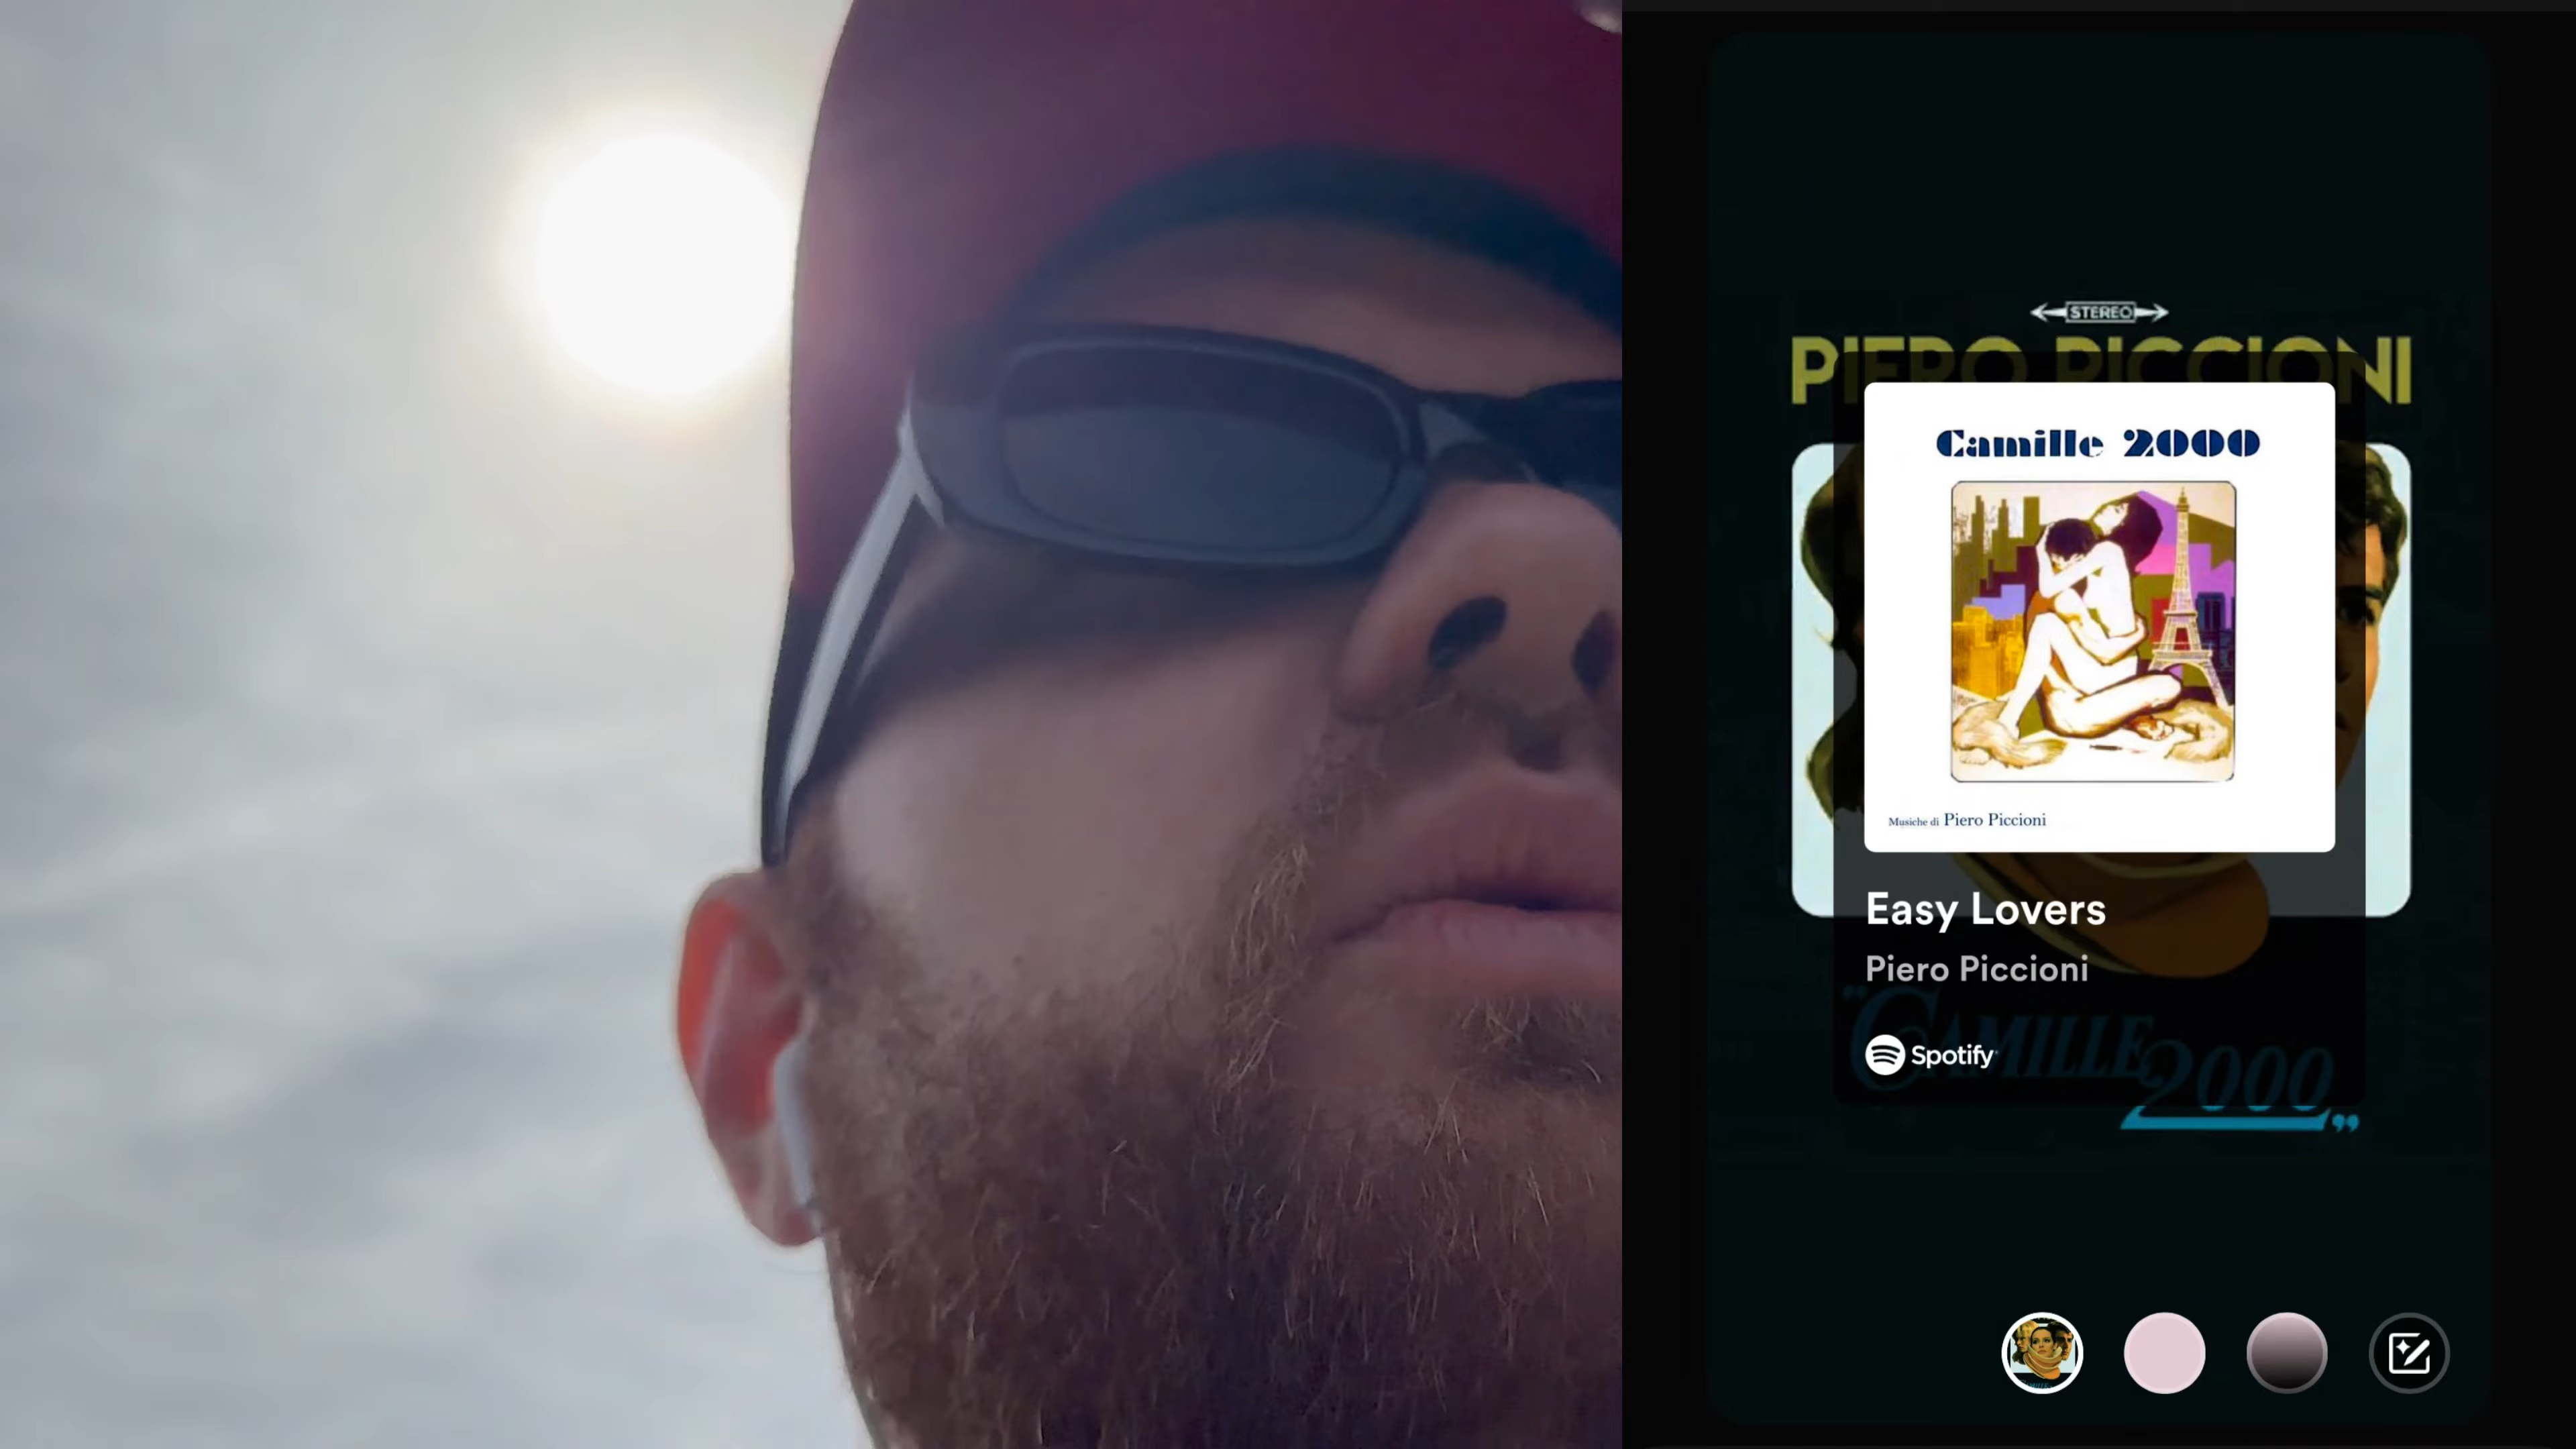 STEREO
PIERO PICCIONI
Camille 2000
Musiche di Piero Piccioni
Easy Lovers
Piero Piccioni
Spotify
“CAMILLE
2000„